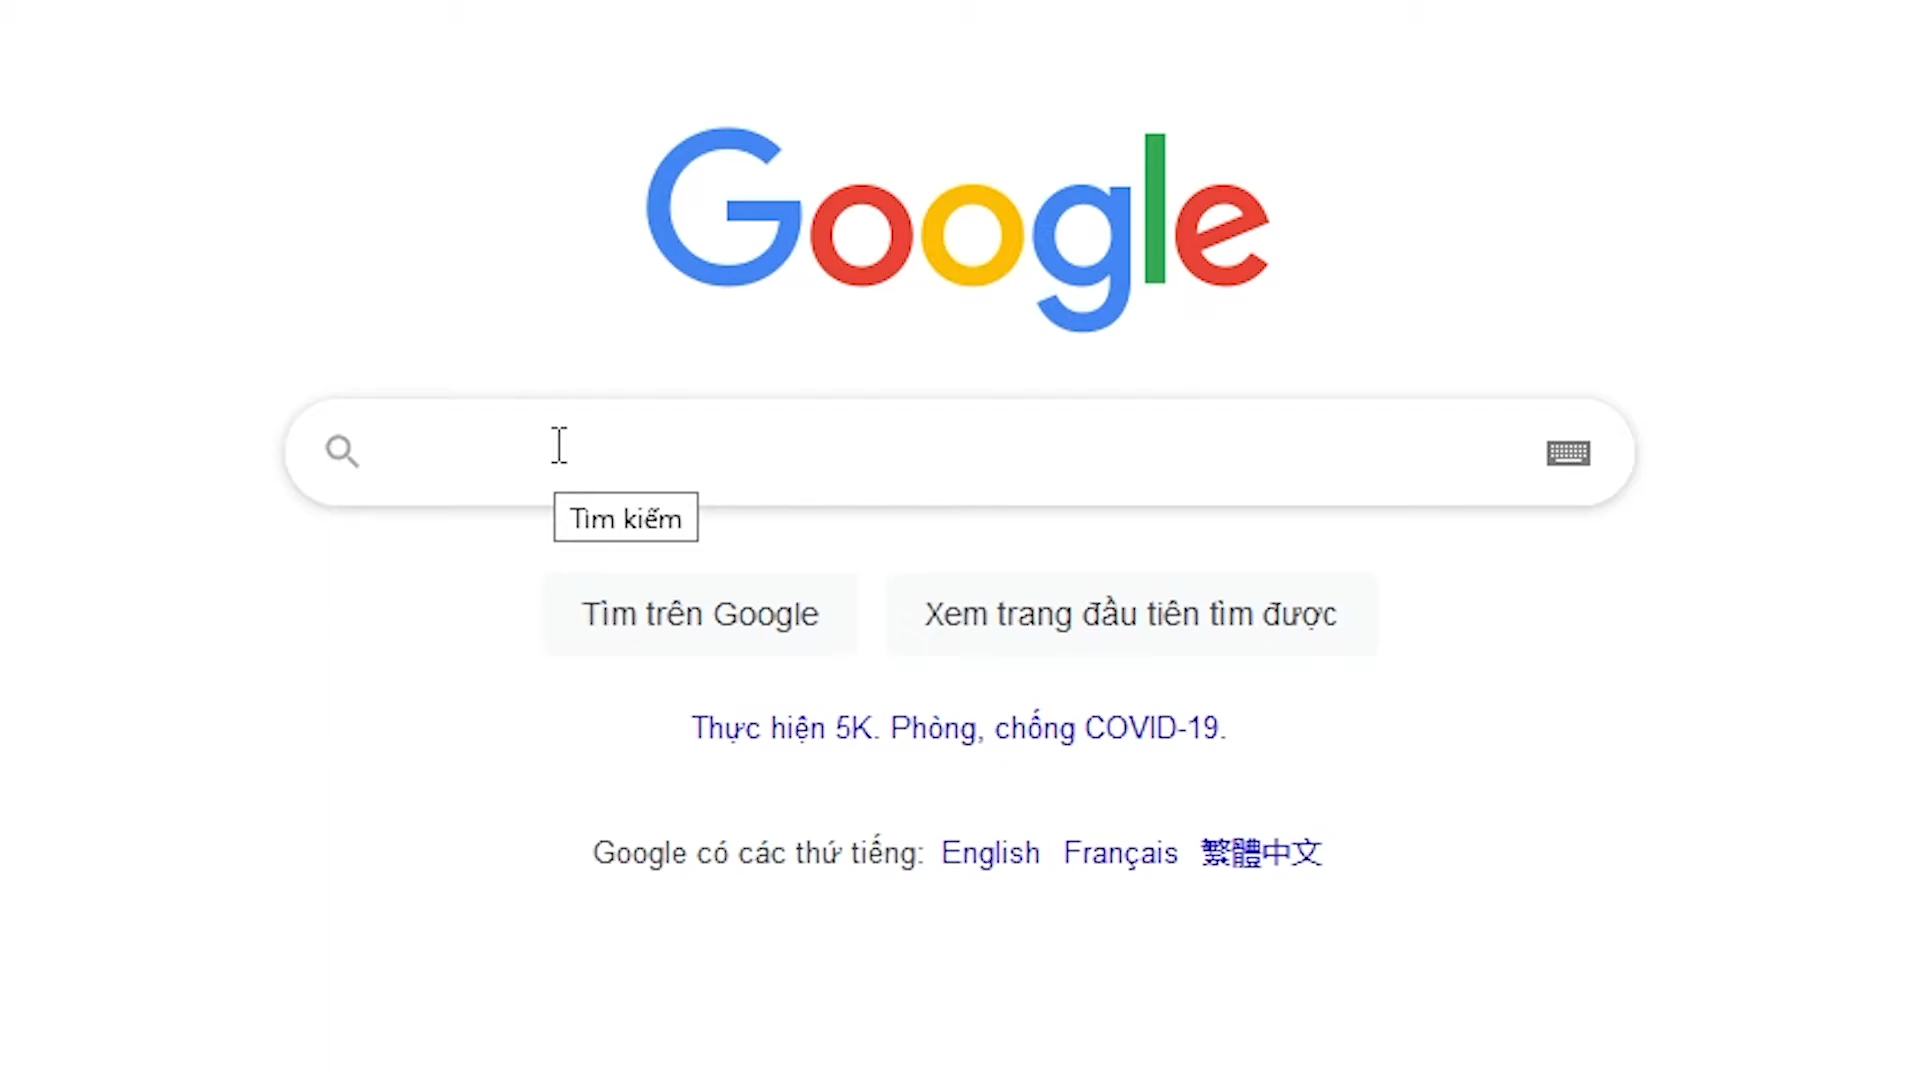 Google
Tìm kiếm
Tìm trên Google
Xem trang đầu tiên tìm được
Thực hiện 5K. Phòng, chống COVID-19.
Google có các thứ tiếng: English Français 繁體中文